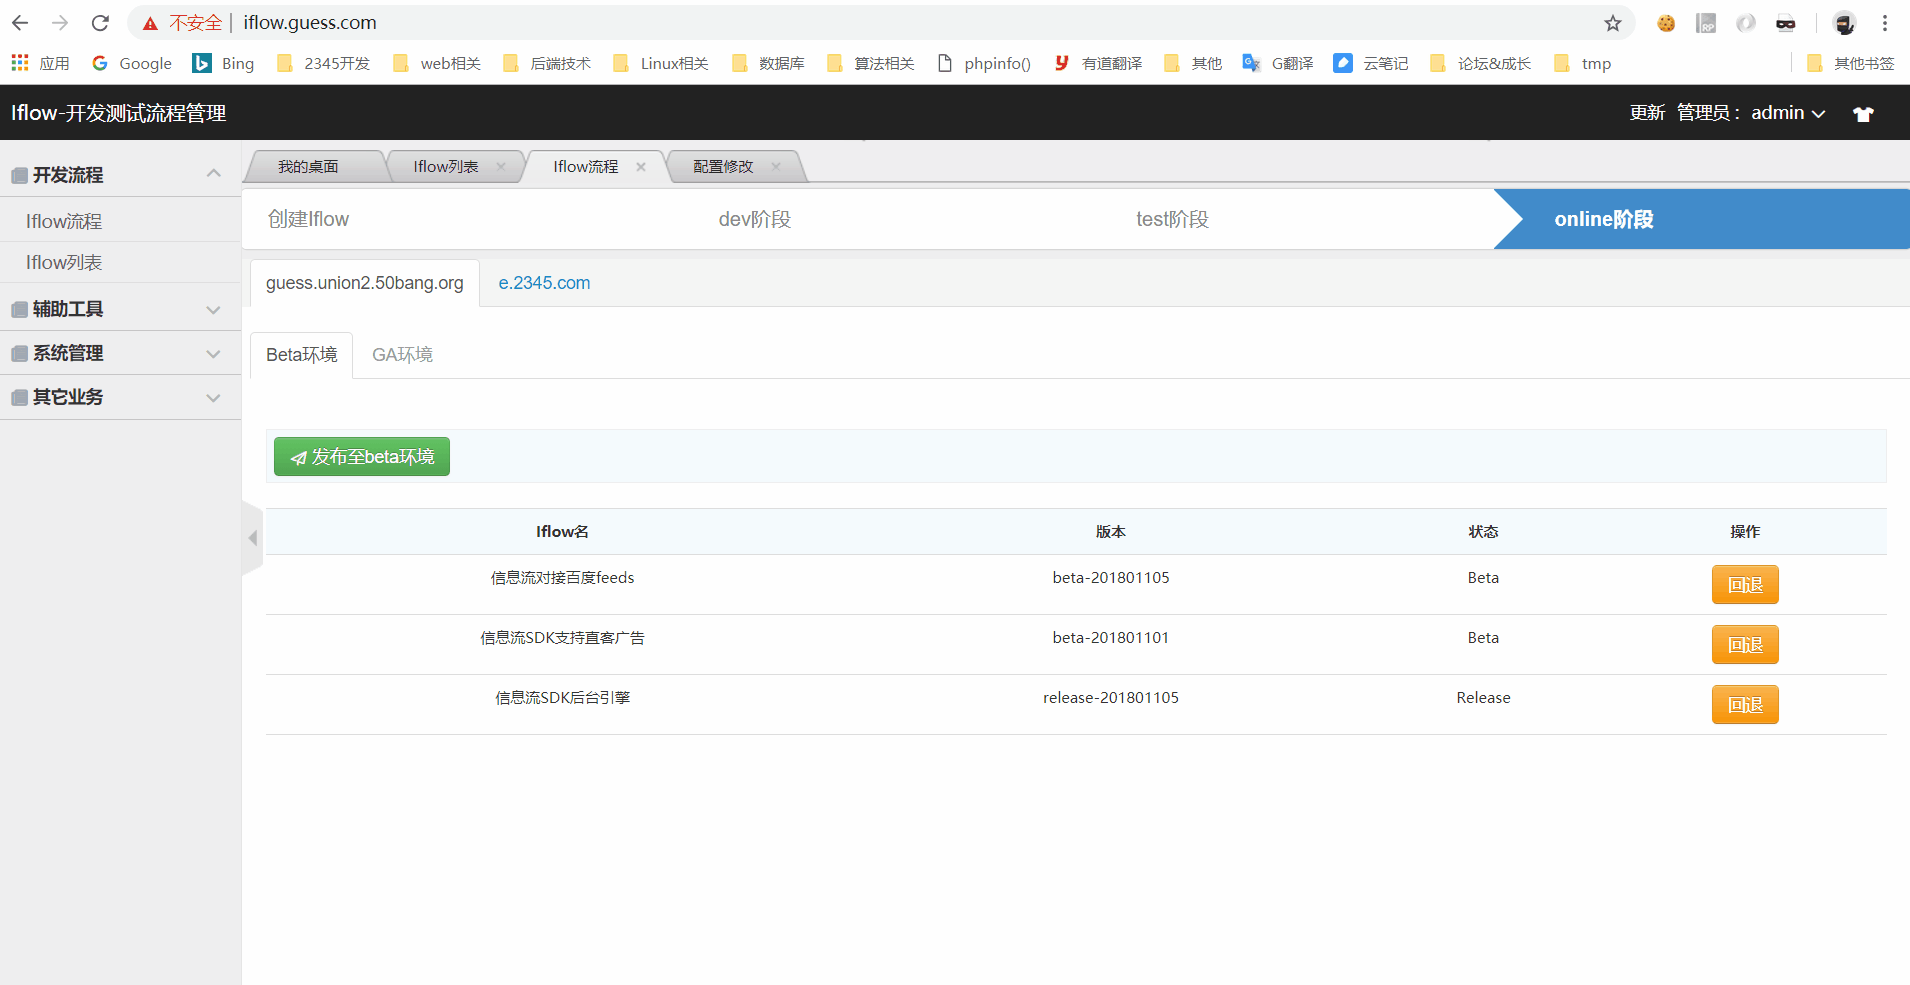 不安全 iflow.guess.com
应用 Google Bing 2345开发 web相关 后端技术 Linux相关 数据库 算法相关 phpinfo() 有道翻译 其他 G翻译 云笔记 论坛&成长 tmp 其他书签
Iflow-开发测试流程管理 更新 管理员： admin
开发流程
Iflow流程
Iflow列表
辅助工具
系统管理
其它业务
我的桌面 Iflow列表 Iflow流程 配置修改
创建Iflow dev阶段 test阶段 online阶段
guess.union2.50bang.org e.2345.com
Beta环境 GA环境
发布至beta环境
Iflow名 版本 状态 操作
信息流对接百度feeds beta-201801105 Beta 回退
信息流SDK支持直客广告 beta-201801101 Beta 回退
信息流SDK后台引擎 release-201801105 Release 回退